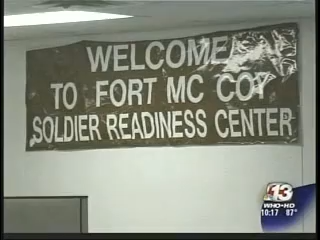 WELCOME
TO FORT MC COY
SOLDIER READINESS CENTER
13
WHO-HD
10:17 87°